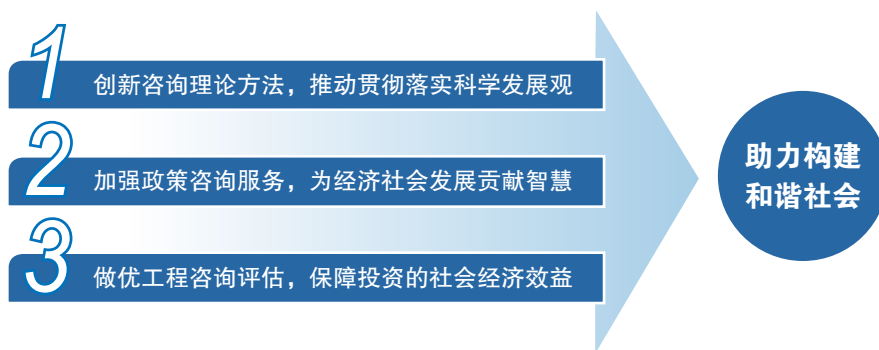 1
创新咨询理论方法，推动贯彻落实科学发展观
2
加强政策咨询服务，为经济社会发展贡献智慧
3
做优工程咨询评估，保障投资的社会经济效益
助力构建
和谐社会